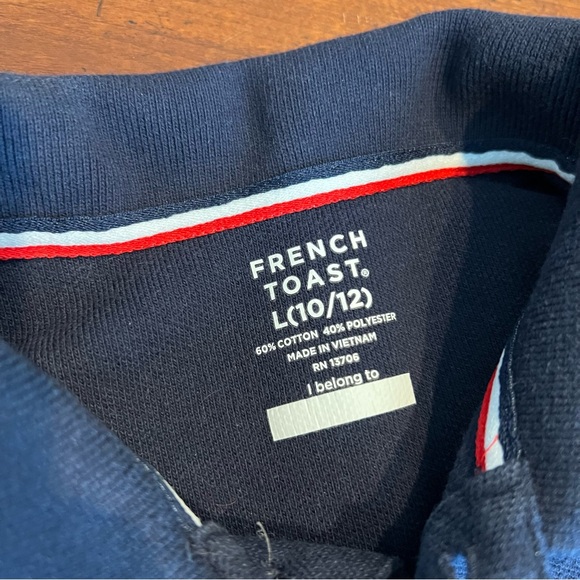 FRENCH
TOAST®
L(10/12)
60% COTTON 40% POLYESTER
MADE IN VIETNAM
RN 13706
I belong to